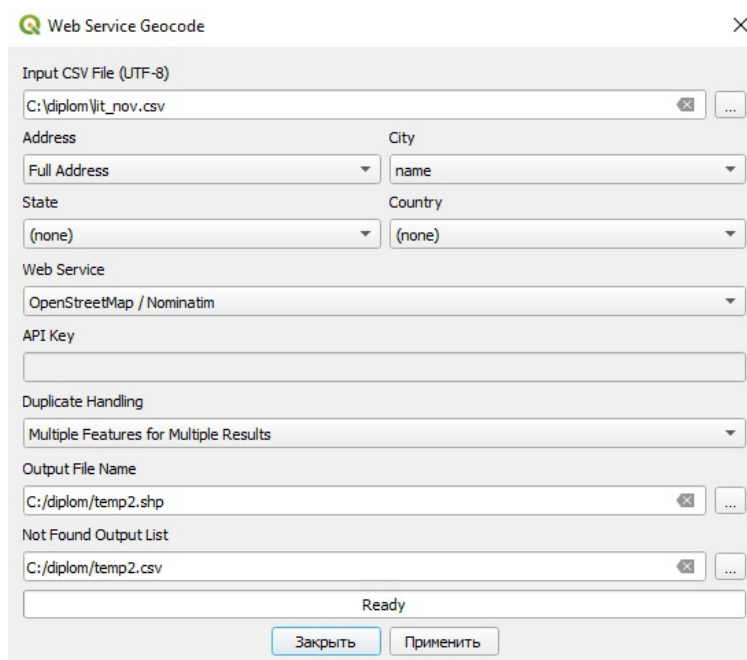 Web Service Geocode
Input CSV File (UTF-8)
C:\diplom\lit_nov.csv
...
Address City
Full Address name
State Country
(none) (none)
Web Service
OpenStreetMap / Nominatim
API Key
Duplicate Handling
Multiple Features for Multiple Results
Output File Name
C:/diplom/temp2.shp
...
Not Found Output List
C:/diplom/temp2.csv
...
Ready
Закрыть Применить